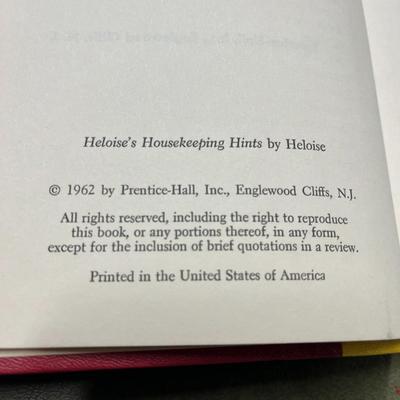 Heloise's Housekeeping Hints by Heloise
© 1962 by Prentice-Hall, Inc., Englewood Cliffs, N.J.
All rights reserved, including the right to reproduce
this book, or any portions thereof, in any form,
except for the inclusion of brief quotations in a review.
Printed in the United States of America